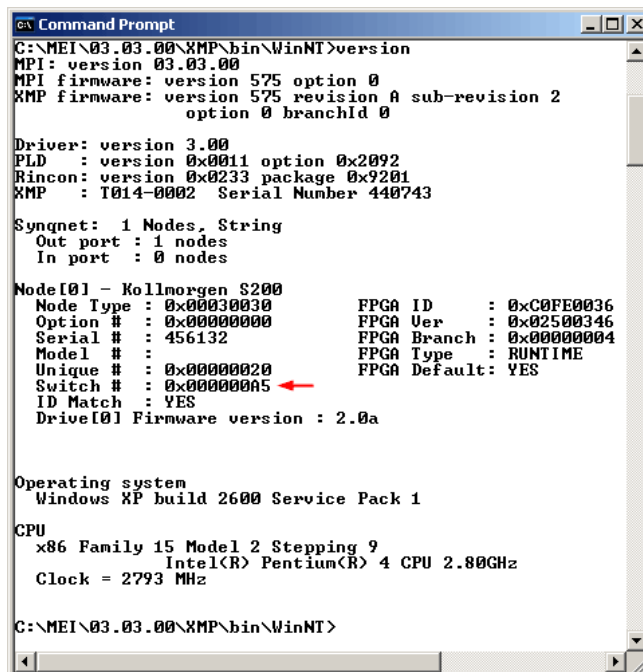 Command Prompt
C:\MEI\03.03.00\XMP\bin\WinNT>version
MPI: version 03.03.00
MPI firmware: version 575 option 0
XMP firmware: version 575 revision A sub-revision 2
option 0 branchId 0
Driver: version 3.00
PLD : version 0x0011 option 0x2092
Rincon: version 0x0233 package 0x9201
XMP : T014-0002 Serial Number 440743
Synqnet: 1 Nodes, String
Out port : 1 nodes
In port : 0 nodes
Node[0] - Kollmorgen S200
Node Type : 0x00030030 FPGA ID : 0xC0FE0036
Option # : 0x00000000 FPGA Ver : 0x02500346
Serial # : 456132 FPGA Branch : 0x00000004
Model # : FPGA Type : RUNTIME
Unique # : 0x00000020 FPGA Default: YES
Switch # : 0x000000A5
ID Match : YES
Drive[0] Firmware version : 2.0a
Operating system
Windows XP build 2600 Service Pack 1
CPU
x86 Family 15 Model 2 Stepping 9
Intel(R) Pentium(R) 4 CPU 2.80GHz
Clock = 2793 MHz
C:\MEI\03.03.00\XMP\bin\WinNT>